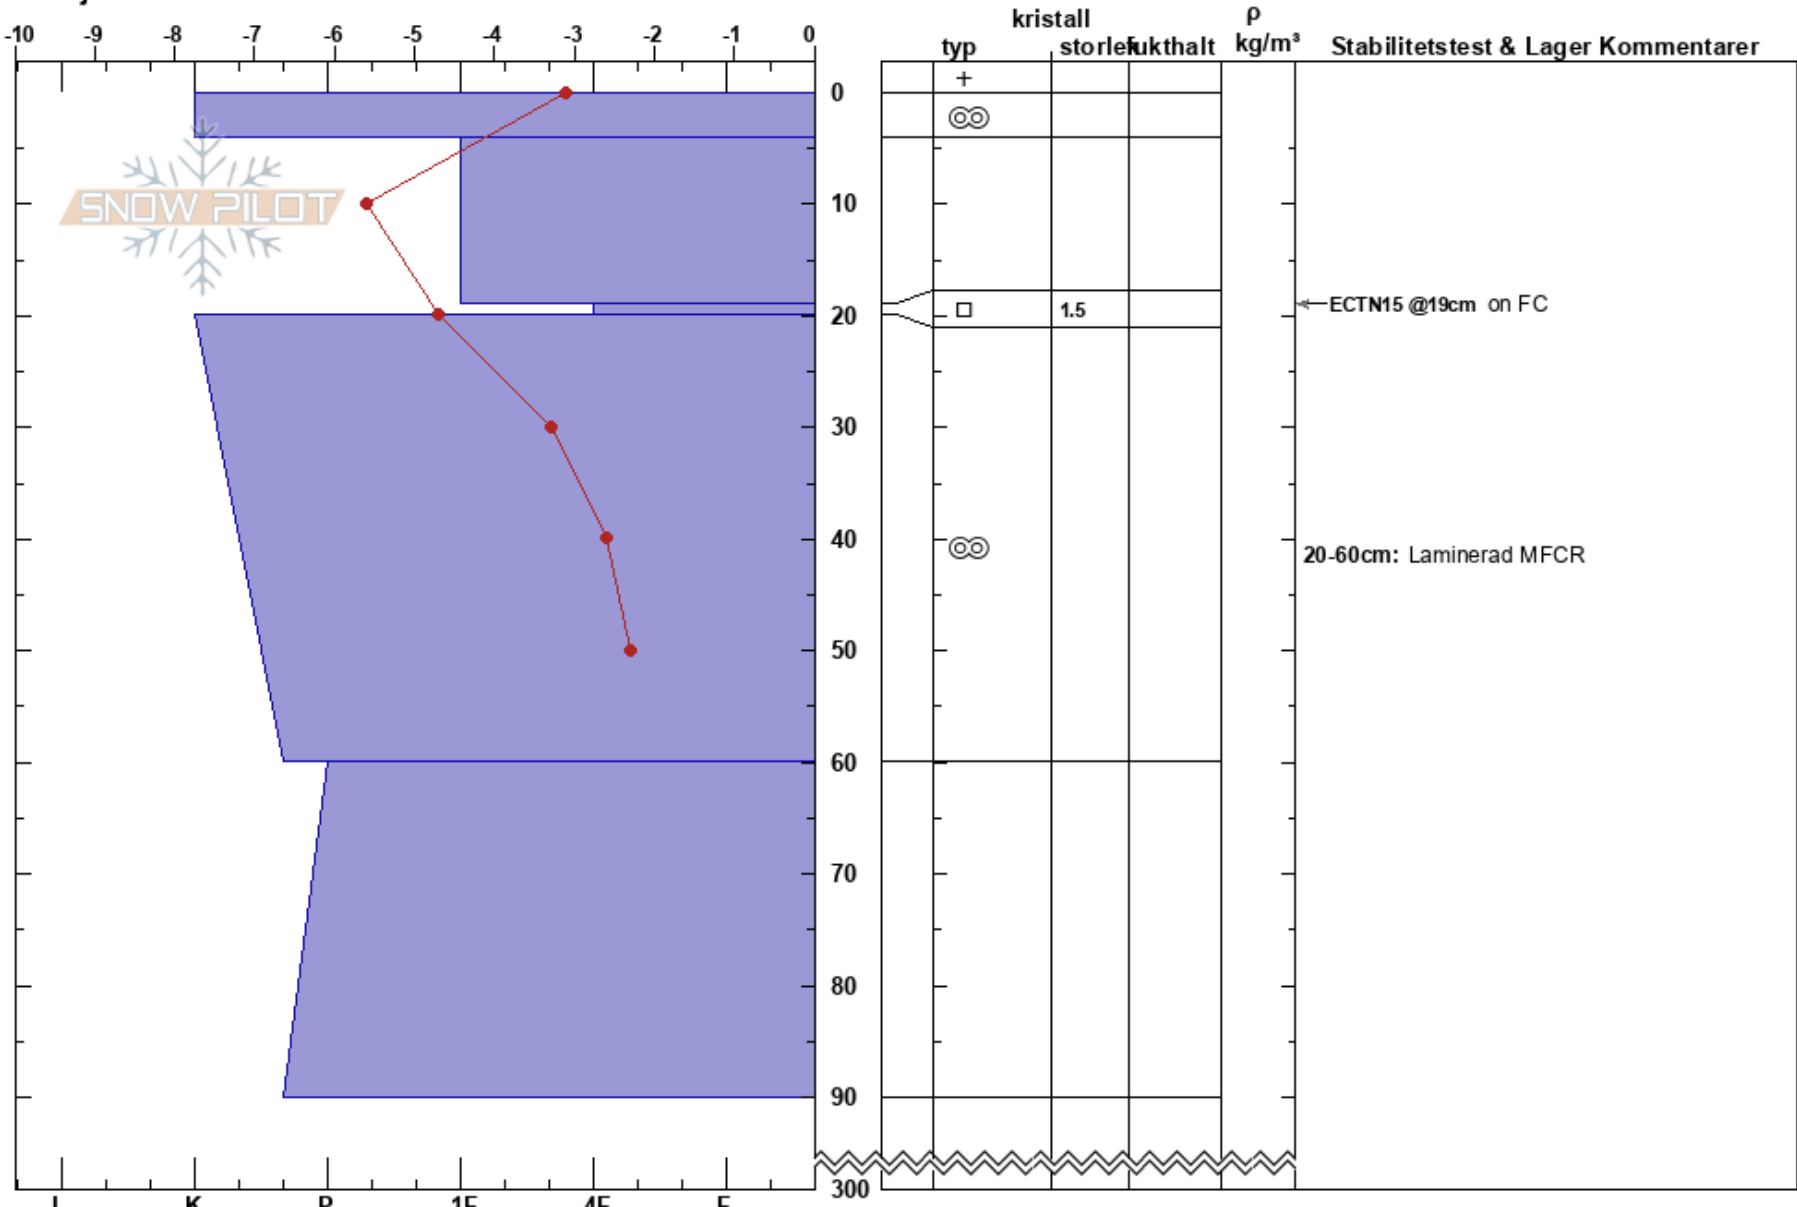 kristall
ρ
-10 -9 -8 -7 -6 -5 -4 -3 -2 -1 0
typ storlek fukthalt kg/m³ Stabilitetstest & Lager Kommentarer
+
0
SNOW PILOT
10
1.5
ECTN15 @19cm on FC
20
30
40
20-60cm: Laminerad MFCR
50
60
70
80
90
300
I K P 1F 4F F